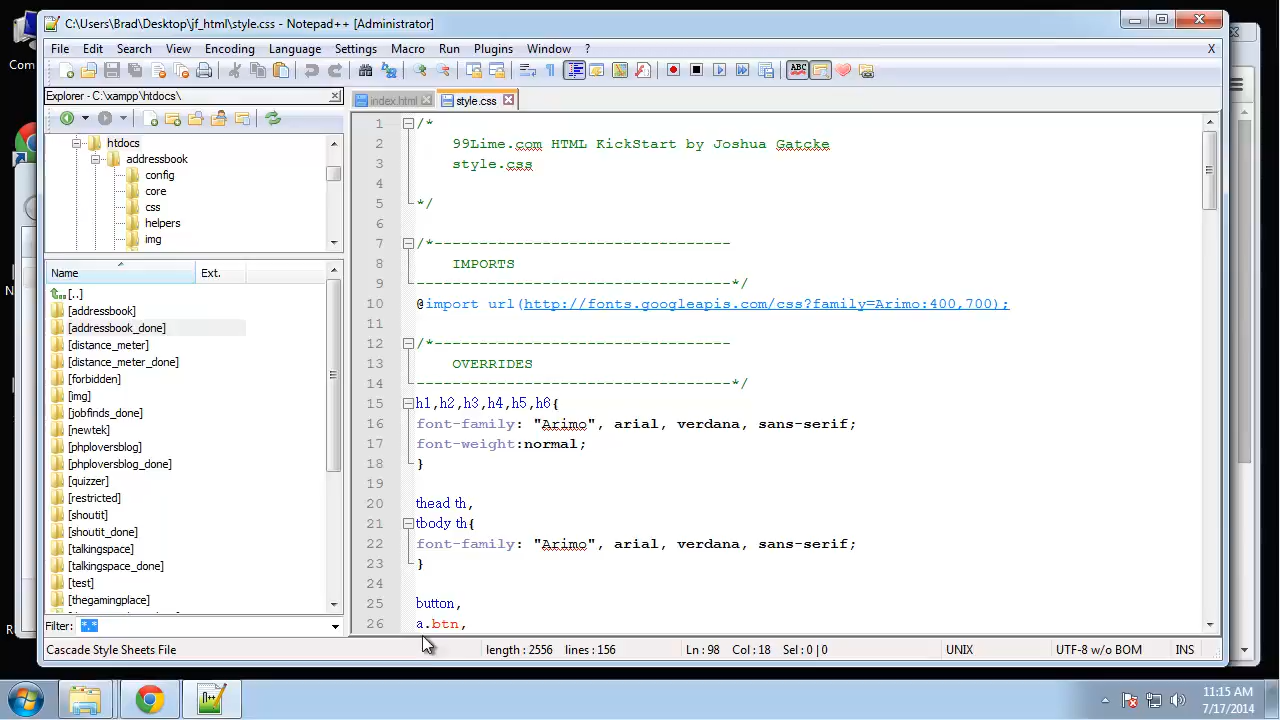 C:\Users\Brad\Desktop\jf_html\style.css - Notepad++ [Administrator]
File Edit Search View Encoding Language Settings Macro Run Plugins Window ? X
Com
Explorer - C:\xampp\htdocs\
index.html
style.css
htdocs
addressbook
config
core
css
helpers
img
Name Ext.
[..]
[addressbook]
[addressbook_done]
[distance_meter]
[distance_meter_done]
[forbidden]
[img]
[jobfinds_done]
[newtek]
[phploversblog]
[phploversblog_done]
[quizzer]
[restricted]
[shoutit]
[shoutit_done]
[talkingspace]
[talkingspace_done]
[test]
[thegamingplace]
Filter: *.*
1 /*
2 99Lime.com HTML KickStart by Joshua Gatcke
3 style.css
4
5 */
6
7 /*---------------------------------
8 IMPORTS
9 -----------------------------------*/
10 @import url(http://fonts.googleapis.com/css?family=Arimo:400,700);
11
12 /*---------------------------------
13 OVERRIDES
14 -----------------------------------*/
15 h1,h2,h3,h4,h5,h6{
16 font-family: "Arimo", arial, verdana, sans-serif;
17 font-weight:normal;
18 }
19
20 thead th,
21 tbody th{
22 font-family: "Arimo", arial, verdana, sans-serif;
23 }
24
25 button,
26 a.btn,
Cascade Style Sheets File length : 2556 lines : 156 Ln : 98 Col : 18 Sel : 0 | 0 UNIX UTF-8 w/o BOM INS
11:15 AM
7/17/2014